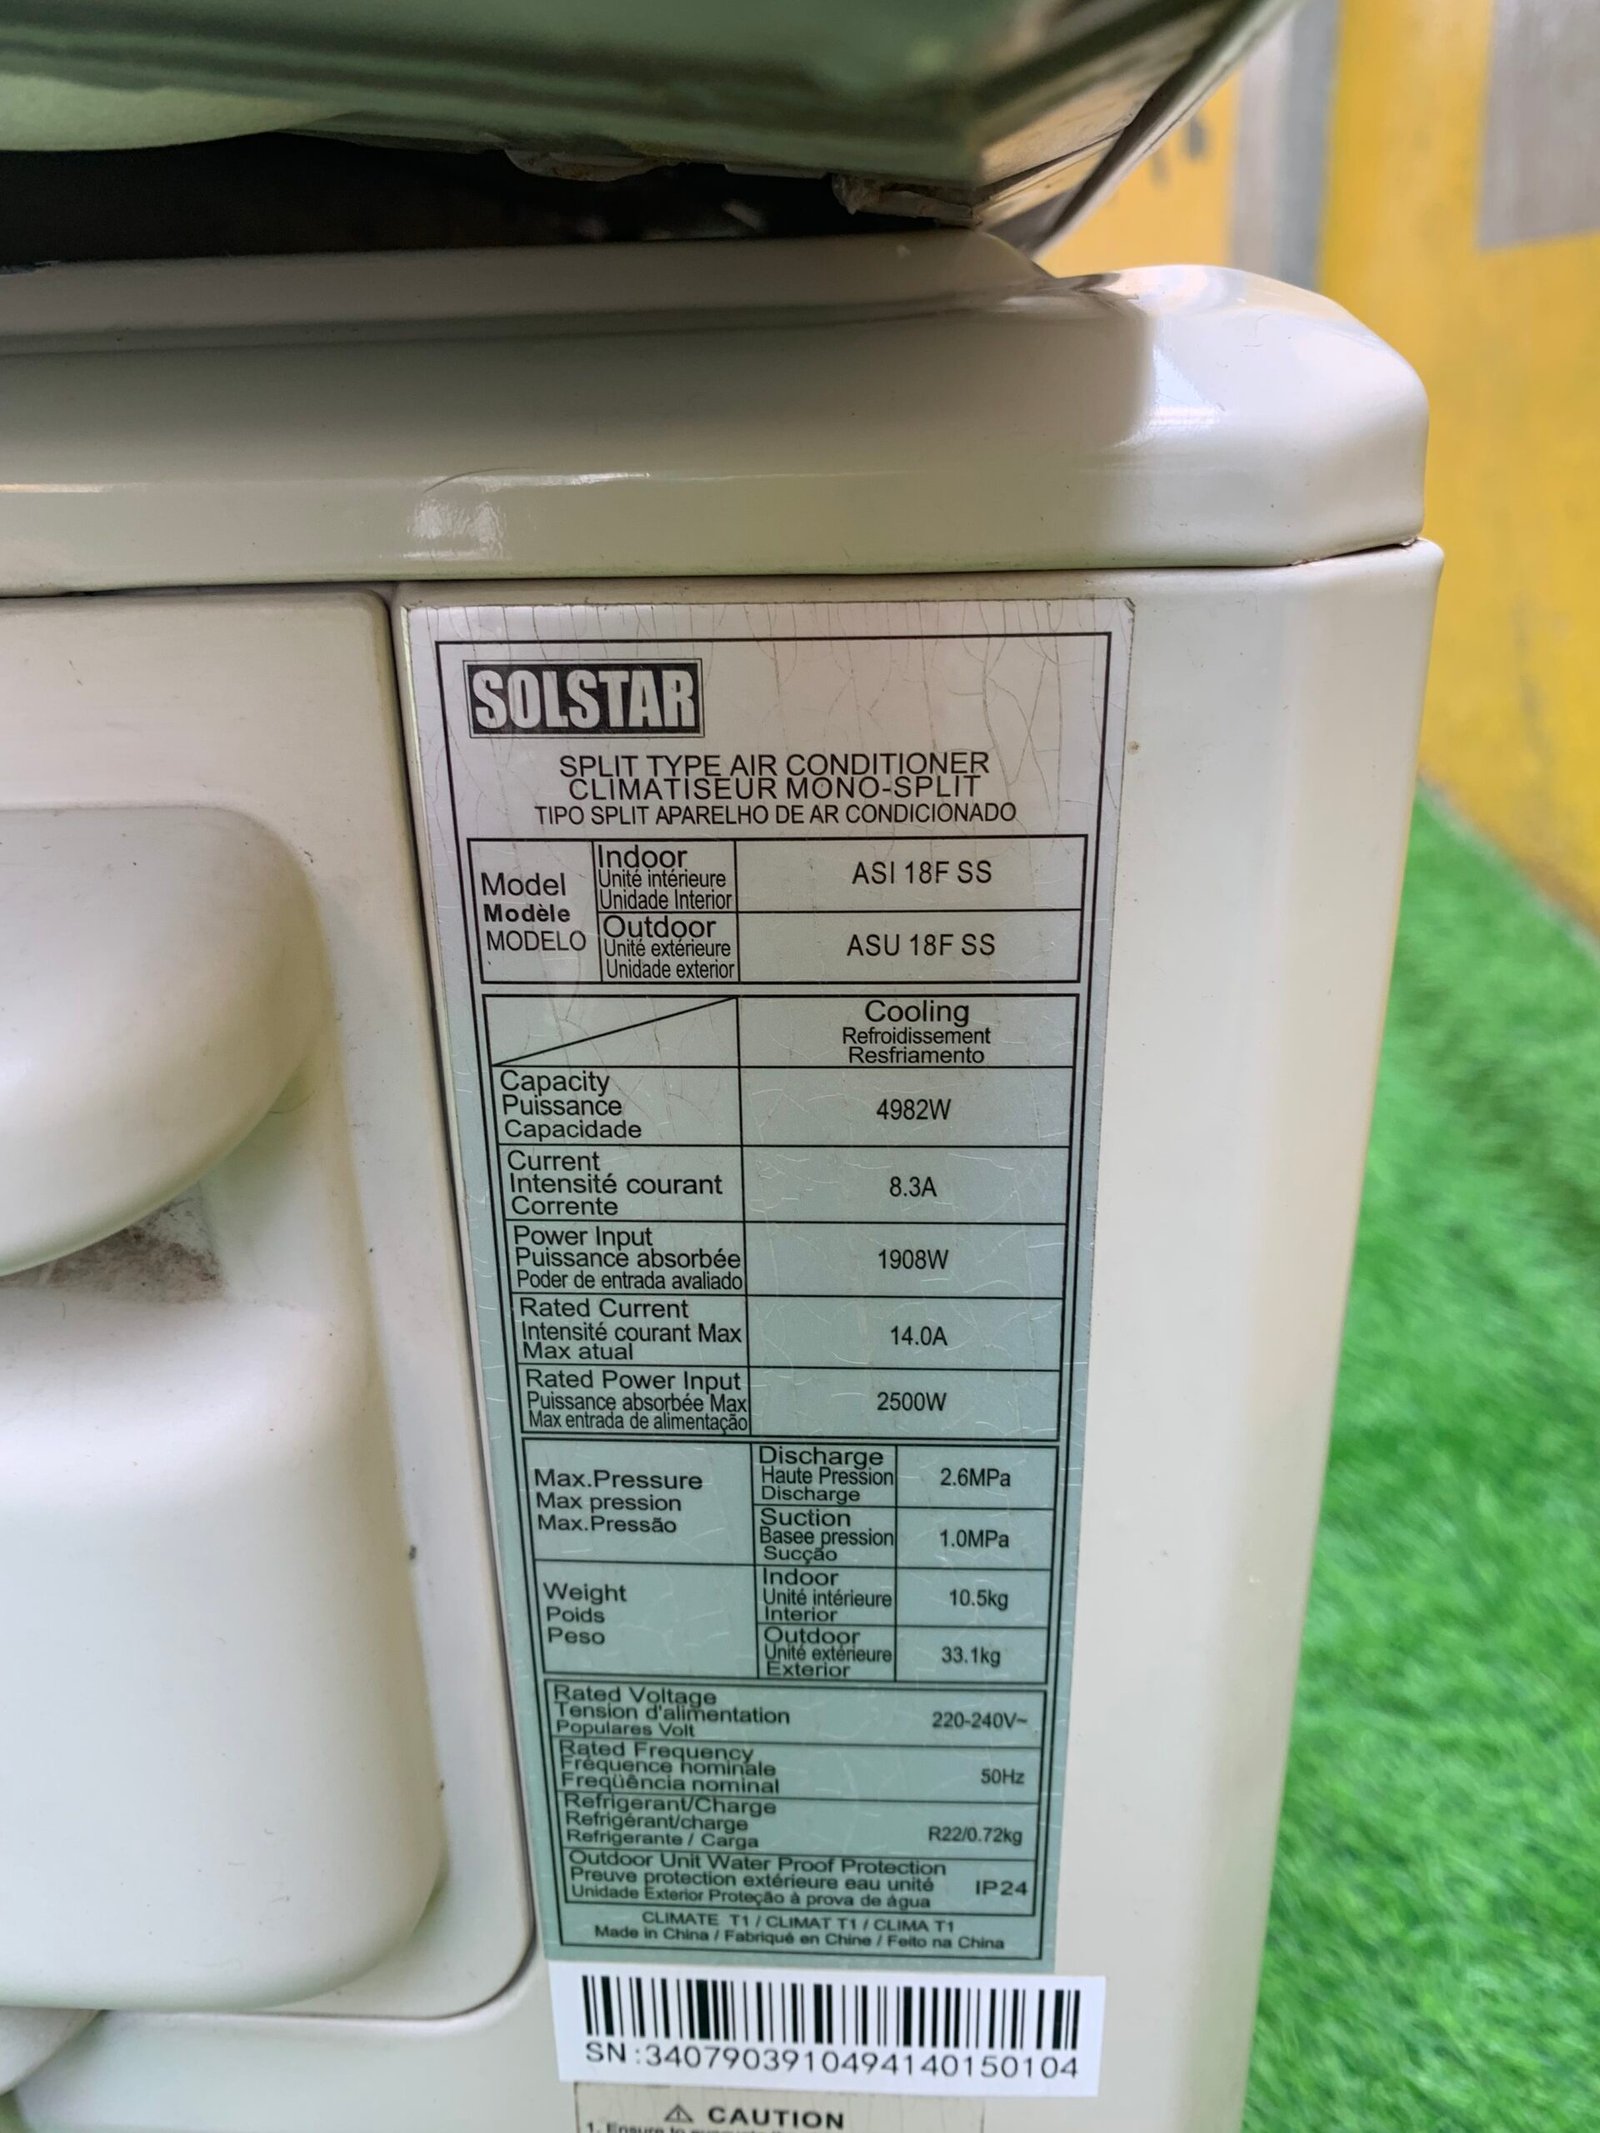 SOLSTAR
SPLIT TYPE AIR CONDITIONER
CLIMATISEUR MONO-SPLIT
TIPO SPLIT APARELHO DE AR CONDICIONADO
Model
Modèle
MODELO
Indoor
Unité intérieure
Unidade Interior
ASI 18F SS
Outdoor
Unité extérieure
Unidade exterior
ASU 18F SS
Cooling
Refroidissement
Resfriamento
Capacity
Puissance
Capacidade
4982W
Current
Intensité courant
Corrente
8.3A
Power Input
Puissance absorbée
Poder de entrada avaliado
1908W
Rated Current
Intensité courant Max
Max atual
14.0A
Rated Power Input
Puissance absorbée Max
Max entrada de alimentação
2500W
Max.Pressure
Max pression
Max.Pressão
Discharge
Haute Pression
Discharge
2.6MPa
Suction
Basee pression
Sucção
1.0MPa
Weight
Poids
Peso
Indoor
Unité intérieure
Interior
10.5kg
Outdoor
Unité extérieure
Exterior
33.1kg
Rated Voltage
Tension d'alimentation
Populares Volt
220-240V~
Rated Frequency
Fréquence nominale
Freqüência nominal
50Hz
Refrigerant/Charge
Refrigérant/charge
Refrigerante / Carga
R22/0.72kg
Outdoor Unit Water Proof Protection
Preuve protection extérieure eau unité
Unidade Exterior Proteção à prova de água
IP24
CLIMATE T1 / CLIMAT T1 / CLIMA T1
Made in China / Fabriqué en Chine / Feito na China
SN:3407903910494140150104
CAUTION
1. Ensure to